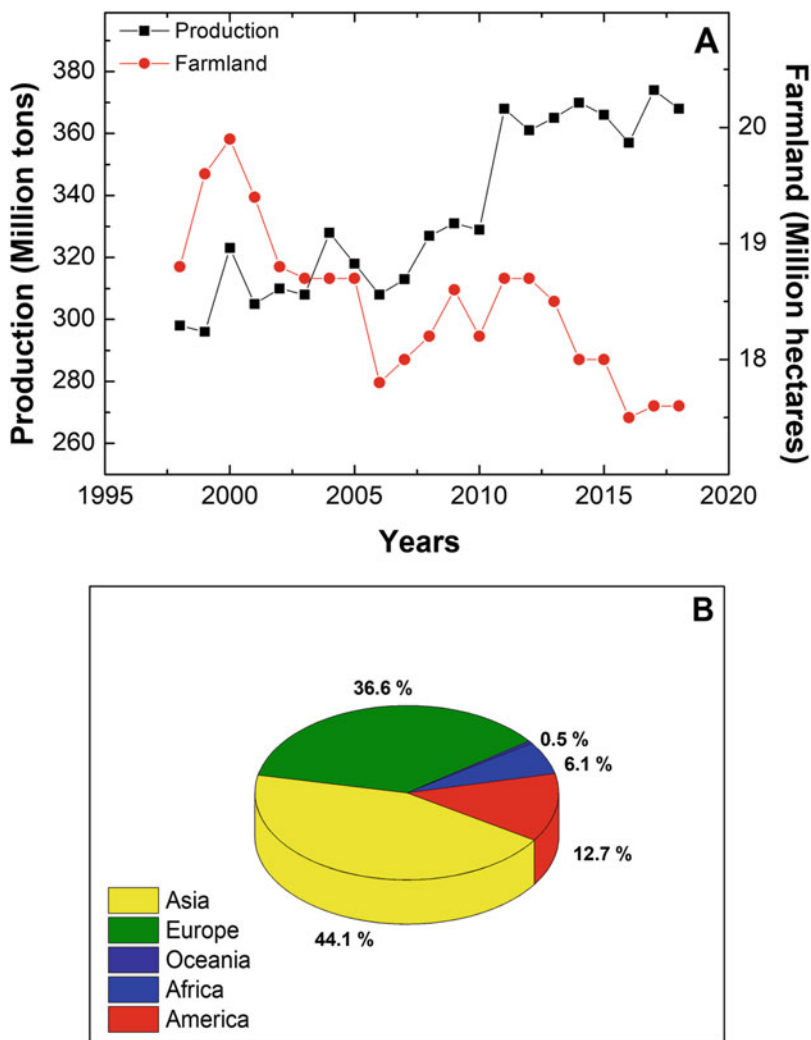 A
Production
Farmland
Production (Million tons)
380
360
340
320
300
280
260
Farmland (Million hectares)
20
19
18
1995 2000 2005 2010 2015 2020
Years
B
36.6 %
0.5 %
6.1 %
12.7 %
44.1 %
Asia
Europe
Oceania
Africa
America